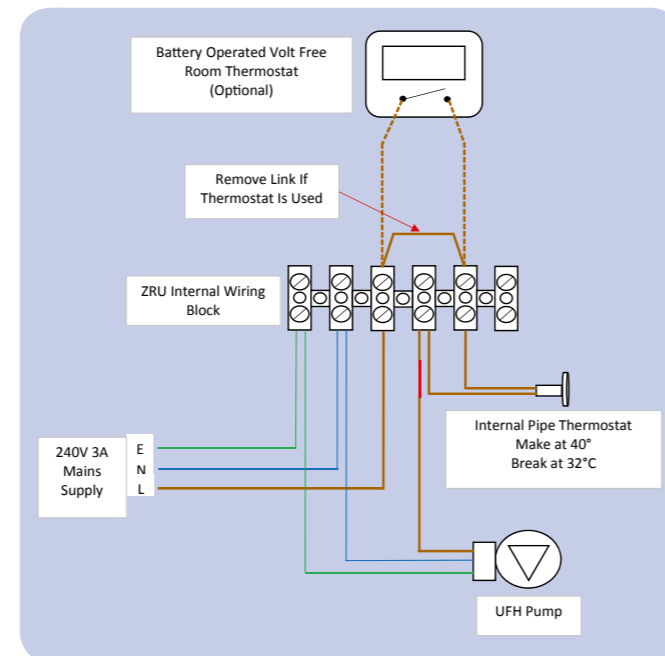 Battery Operated Volt Free
Room Thermostat
(Optional)
Remove Link If
Thermostat Is Used
ZRU Internal Wiring
Block
240V 3A
Mains
Supply
E
N
L
Internal Pipe Thermostat
Make at 40°
Break at 32°C
UFH Pump